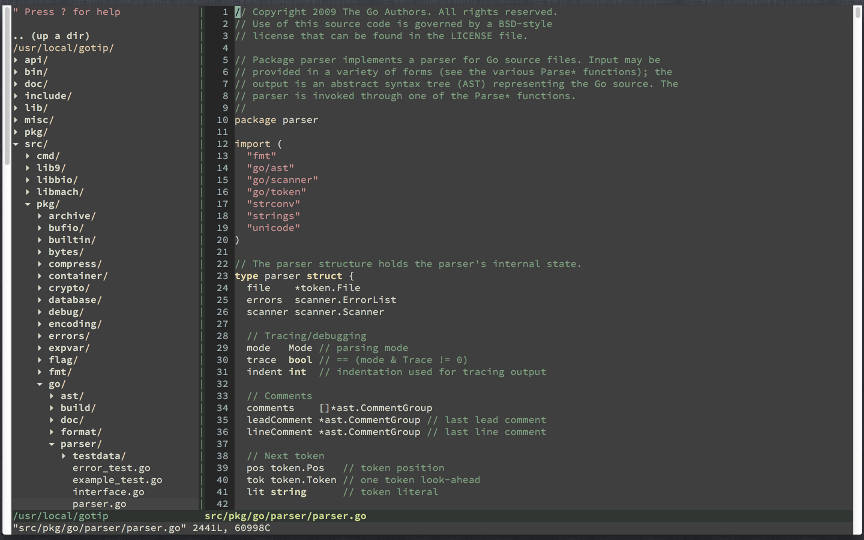 " Press ? for help
.. (up a dir)
/usr/local/gotip/
▸ api/
▸ bin/
▸ doc/
▸ include/
▸ lib/
▸ misc/
▸ pkg/
▾ src/
▸ cmd/
▸ lib9/
▸ libbio/
▸ libmach/
▾ pkg/
▸ archive/
▸ bufio/
▸ builtin/
▸ bytes/
▸ compress/
▸ container/
▸ crypto/
▸ database/
▸ debug/
▸ encoding/
▸ errors/
▸ expvar/
▸ flag/
▸ fmt/
▾ go/
▸ ast/
▸ build/
▸ doc/
▸ format/
▾ parser/
▸ testdata/
error_test.go
example_test.go
interface.go
parser.go
/usr/local/gotip
1 // Copyright 2009 The Go Authors. All rights reserved.
2 // Use of this source code is governed by a BSD-style
3 // license that can be found in the LICENSE file.
4
5 // Package parser implements a parser for Go source files. Input may be
6 // provided in a variety of forms (see the various Parse* functions); the
7 // output is an abstract syntax tree (AST) representing the Go source. The
8 // parser is invoked through one of the Parse* functions.
9 //
10 package parser
11
12 import (
13 "fmt"
14 "go/ast"
15 "go/scanner"
16 "go/token"
17 "strconv"
18 "strings"
19 "unicode"
20 )
21
22 // The parser structure holds the parser's internal state.
23 type parser struct {
24 file *token.File
25 errors scanner.ErrorList
26 scanner scanner.Scanner
27
28 // Tracing/debugging
29 mode Mode // parsing mode
30 trace bool // == (mode & Trace != 0)
31 indent int // indentation used for tracing output
32
33 // Comments
34 comments []*ast.CommentGroup
35 leadComment *ast.CommentGroup // last lead comment
36 lineComment *ast.CommentGroup // last line comment
37
38 // Next token
39 pos token.Pos // token position
40 tok token.Token // one token look-ahead
41 lit string // token literal
42
src/pkg/go/parser/parser.go
"src/pkg/go/parser/parser.go" 2441L, 60998C